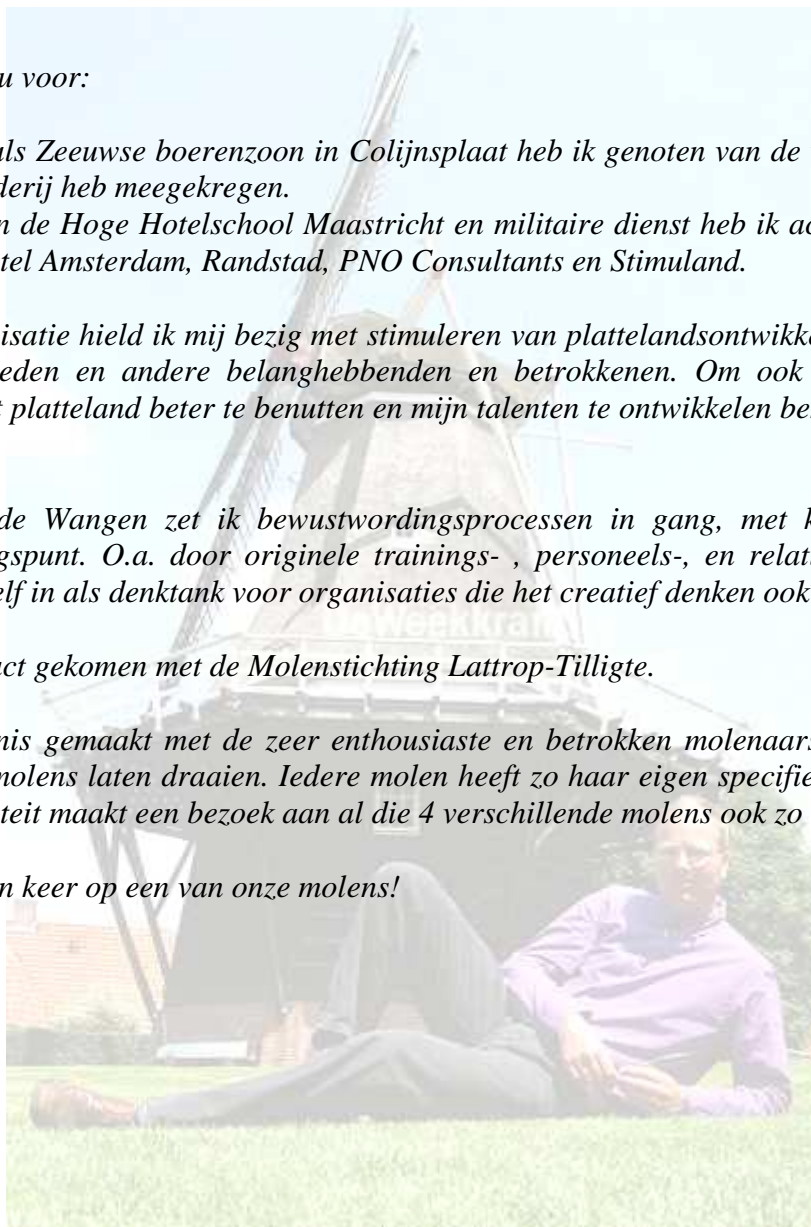 u voor:
als Zeeuwse boerenzoon in Colijnsplaat heb ik genoten van de
derij heb meegekregen.
n de Hoge Hotelschool Maastricht en militaire dienst heb ik ac
tel Amsterdam, Randstad, PNO Consultants en Stimuland.
isatie hield ik mij bezig met stimuleren van plattelandsontwikke
eden en andere belanghebbenden en betrokkenen. Om ook
t platteland beter te benutten en mijn talenten te ontwikkelen be
de Wangen zet ik bewustwordingsprocessen in gang, met k
gspunt. O.a. door originele trainings- , personeels-, en relat
elf in als denktank voor organisaties die het creatief denken ook
DeWeekkran
act gekomen met de Molenstichting Lattrop-Tilligte.
nis gemaakt met de zeer enthousiaste en betrokken molenaars
molens laten draaien. Iedere molen heeft zo haar eigen specifie
teit maakt een bezoek aan al die 4 verschillende molens ook zo
n keer op een van onze molens!